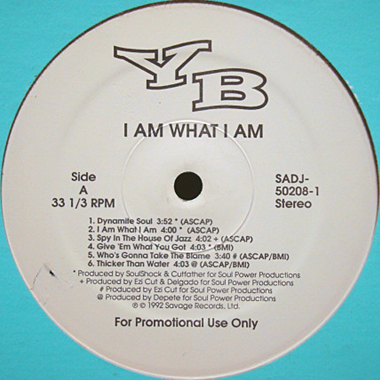 YB
I AM WHAT I AM
Side
A
33 1/3 RPM
SADJ-
50208-1
Stereo
1. Dynamite Soul 3:52 * (ASCAP)
2. I Am What I Am 4:00 * (ASCAP)
3. Spy In The House Of Jazz 4:02 + (ASCAP)
4. Give 'Em What You Got 4:03 * (BMI)
5. Who's Gonna Take The Blame 3:40 # (ASCAP/BMI)
6. Thicker Than Water 4:03 @ (ASCAP/BMI)
* Produced by SoulShock & Cutfather for Soul Power Productions
+ Produced by Ezi Cut & Delgado for Soul Power Productions
# Produced by Ezi Cut for Soul Power Productions
@ Produced by Depete for Soul Power Productions
℗ © 1992 Savage Records, Ltd.
For Promotional Use Only